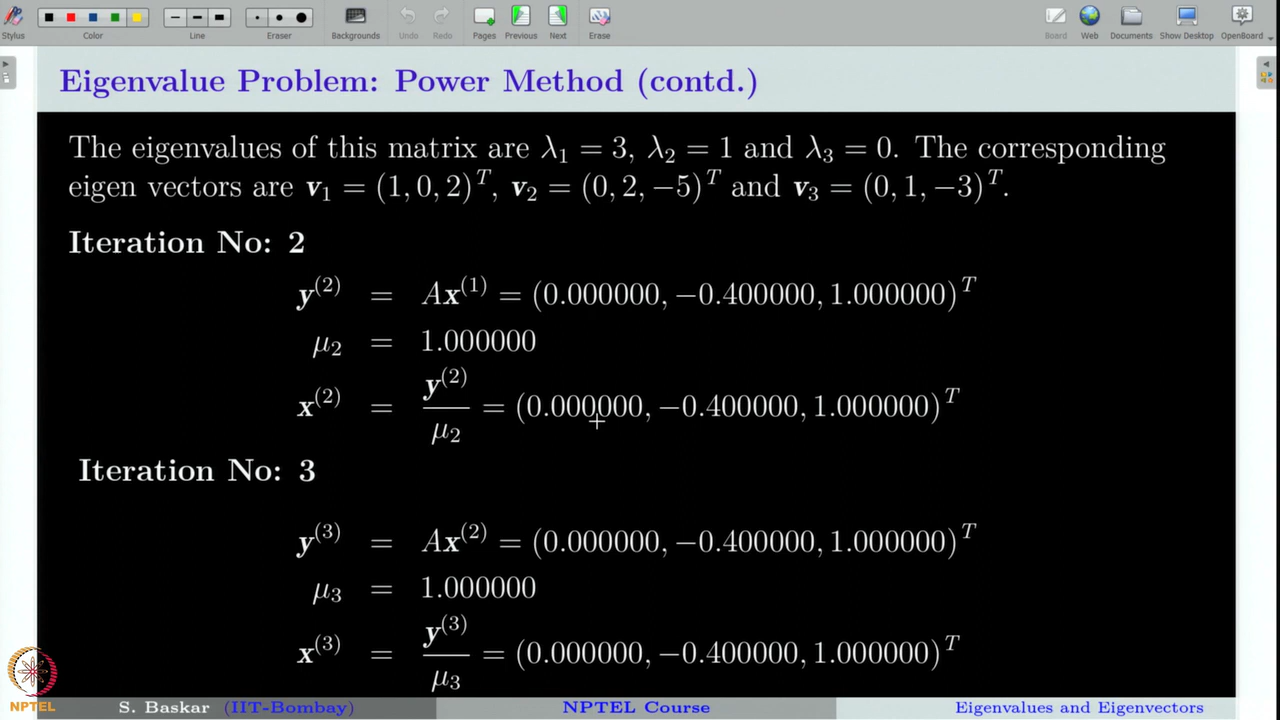 Stylus Color Line Eraser Backgrounds Undo Redo Pages Previous Next Erase Board Web Documents Show Desktop OpenBoard
Eigenvalue Problem: Power Method (contd.)
The eigenvalues of this matrix are λ₁ = 3, λ₂ = 1 and λ₃ = 0. The corresponding
eigen vectors are v₁ = (1, 0, 2)ᵀ, v₂ = (0, 2, −5)ᵀ and v₃ = (0, 1, −3)ᵀ.
Iteration No: 2
y⁽²⁾ = Ax⁽¹⁾ = (0.000000, −0.400000, 1.000000)ᵀ
μ₂ = 1.000000
x⁽²⁾ = y⁽²⁾/μ₂ = (0.000000, −0.400000, 1.000000)ᵀ
Iteration No: 3
y⁽³⁾ = Ax⁽²⁾ = (0.000000, −0.400000, 1.000000)ᵀ
μ₃ = 1.000000
x⁽³⁾ = y⁽³⁾/μ₃ = (0.000000, −0.400000, 1.000000)ᵀ
NPTEL
S. Baskar (IIT-Bombay) NPTEL Course Eigenvalues and Eigenvectors